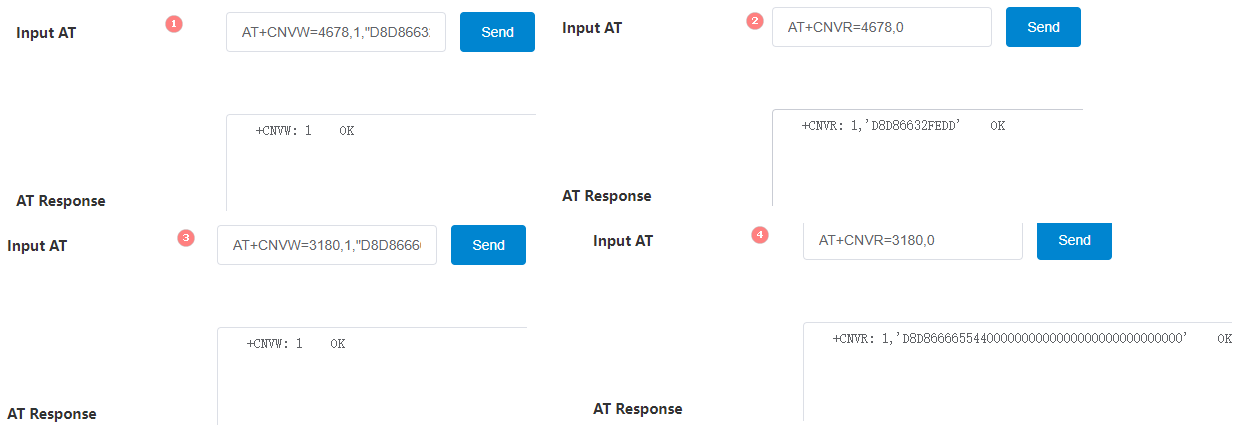 Input AT
1
AT+CNVW=4678,1,"D8D8663
Send
+CNVW: 1    OK
AT Response
Input AT
2
AT+CNVR=4678,0
Send
+CNVR: 1,'D8D86632FEDD'    OK
AT Response
Input AT
3
AT+CNVW=3180,1,"D8D8666
Send
+CNVW: 1    OK
AT Response
Input AT
4
AT+CNVR=3180,0
Send
+CNVR: 1,'D8D8666655440000000000000000000000000000'    OK
AT Response